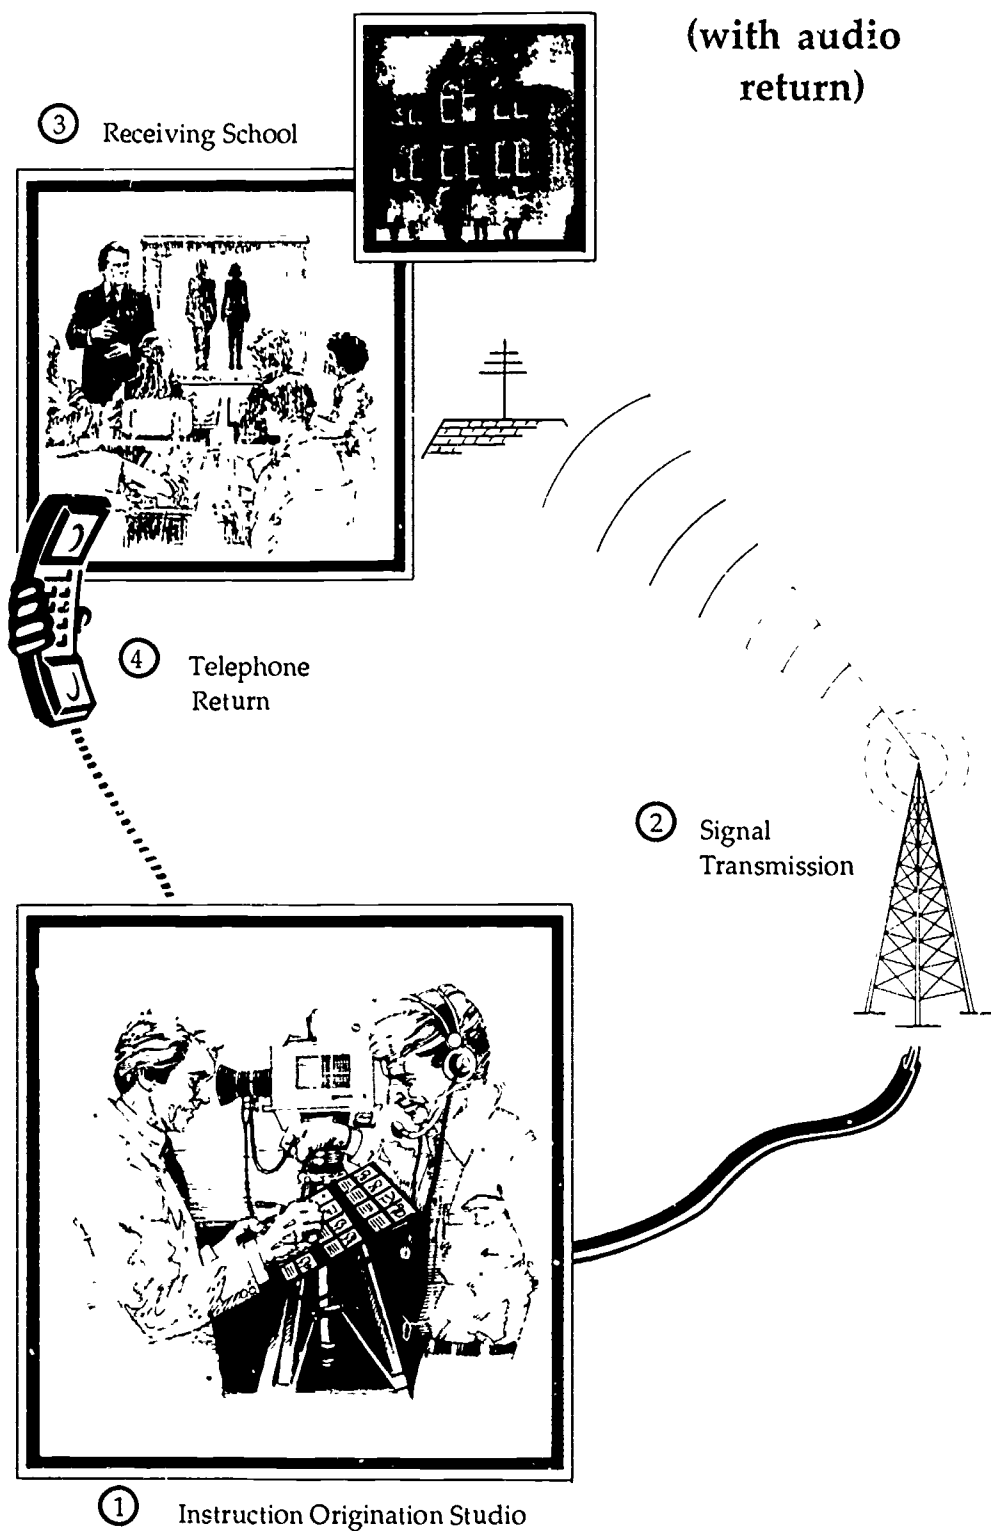 (with audio
return)
③ Receiving School
④ Telephone
Return
② Signal
Transmission
① Instruction Origination Studio